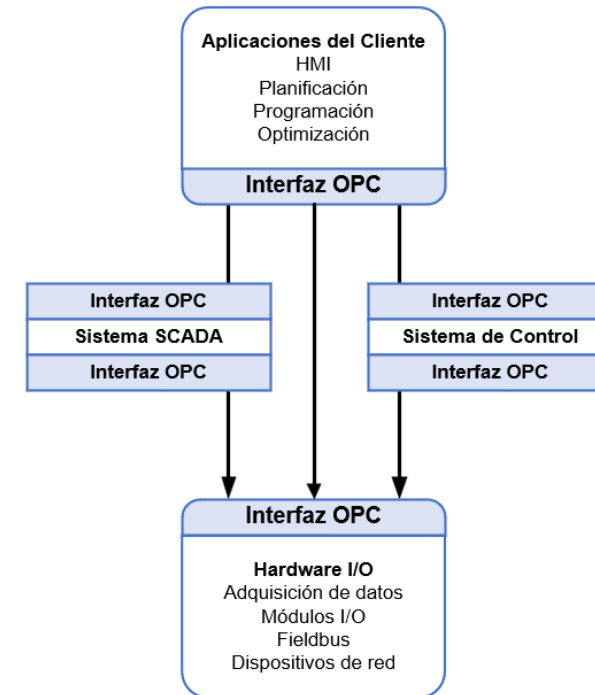 Aplicaciones del Cliente
HMI
Planificación
Programación
Optimización
Interfaz OPC
Interfaz OPC
Sistema SCADA
Interfaz OPC
Interfaz OPC
Sistema de Control
Interfaz OPC
Interfaz OPC
Hardware I/O
Adquisición de datos
Módulos I/O
Fieldbus
Dispositivos de red